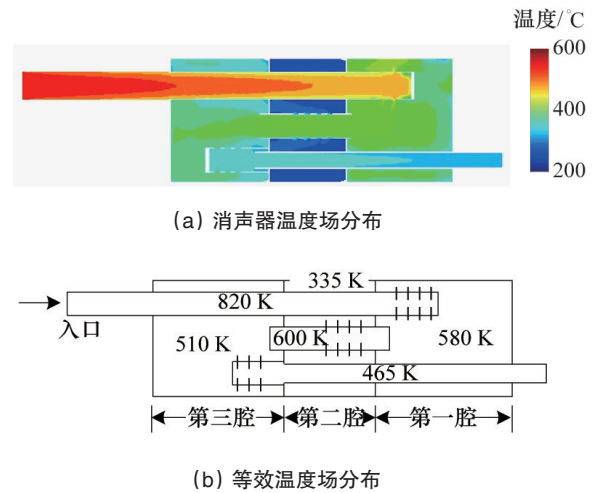 温度/℃
600
400
200
(a) 消声器温度场分布
335 K
820 K
入口
510 K
600 K
580 K
465 K
第三腔
第二腔
第一腔
(b) 等效温度场分布